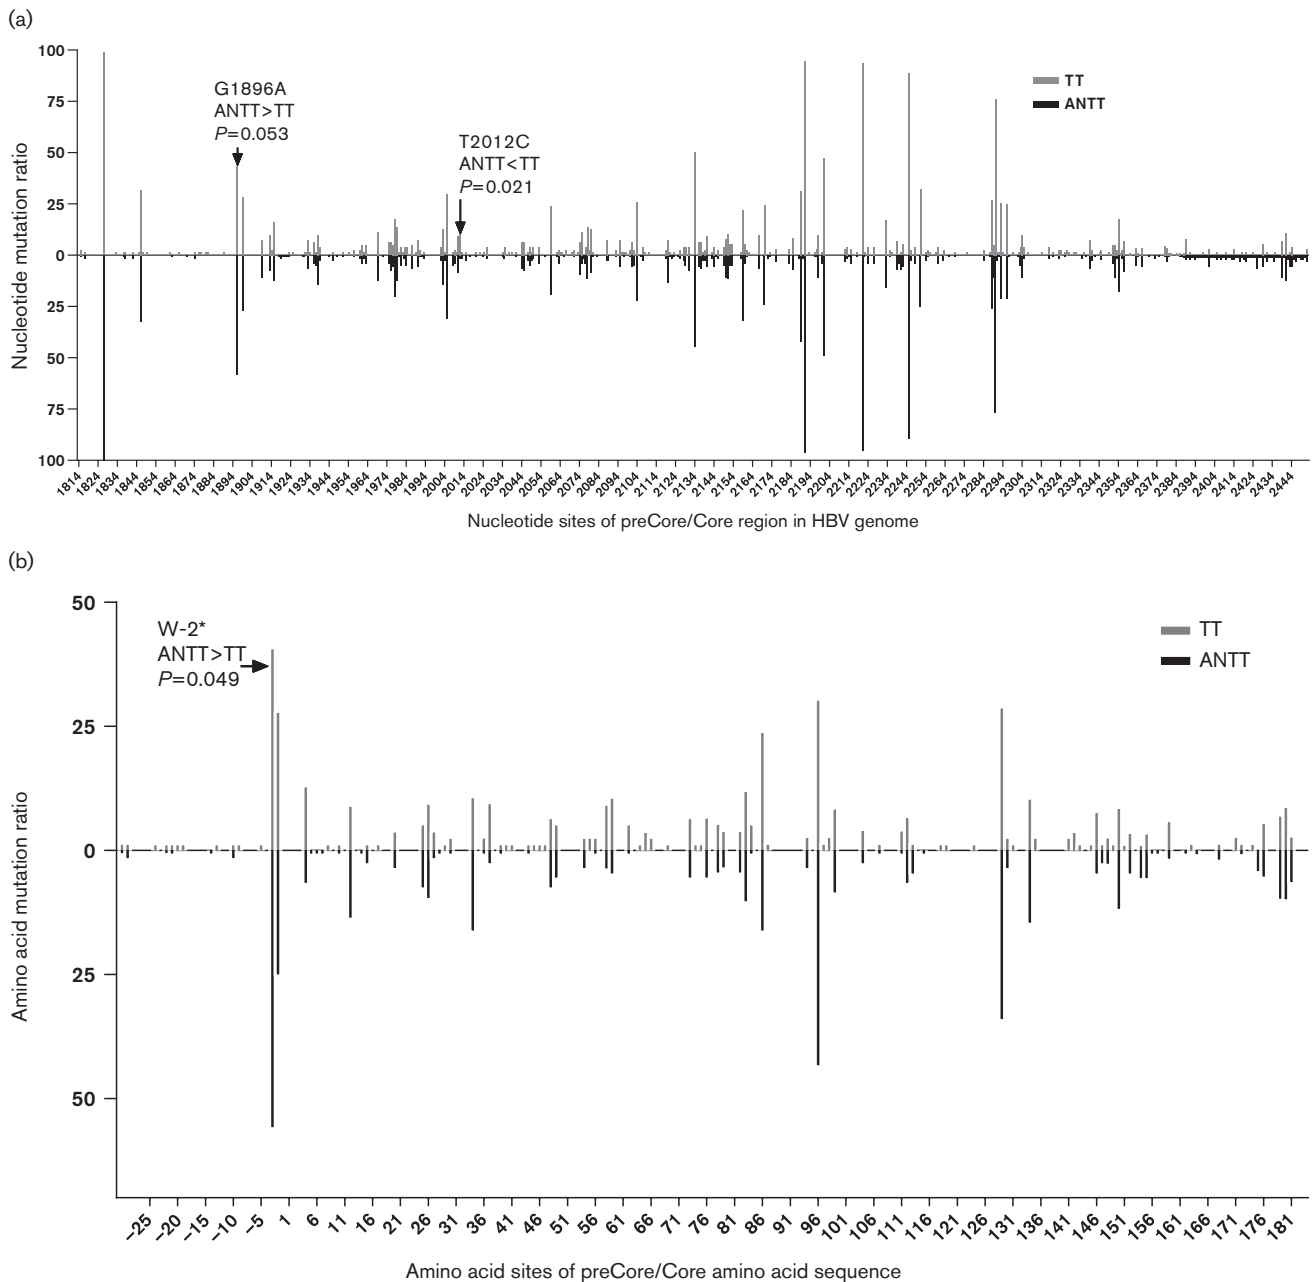 (a)
100
75
50
25
0
25
50
75
100
Nucleotide mutation ratio
G1896A
ANTT>TT
P=0.053
T2012C
ANTT<TT
P=0.021
TT
ANTT
1814 1824 1834 1844 1854 1864 1874 1884 1894 1904 1914 1924 1934 1944 1954 1964 1974 1984 1994 2004 2014 2024 2034 2044 2054 2064 2074 2084 2094 2104 2114 2124 2134 2144 2154 2164 2174 2184 2194 2204 2214 2224 2234 2244 2254 2264 2274 2284 2294 2304 2314 2324 2334 2344 2354 2364 2374 2384 2394 2404 2414 2424 2434 2444
Nucleotide sites of preCore/Core region in HBV genome
(b)
50
25
0
25
50
Amino acid mutation ratio
W-2*
ANTT>TT
P=0.049
TT
ANTT
−25 −20 −15 −10 −5 1 6 11 16 21 26 31 36 41 46 51 56 61 66 71 76 81 86 91 96 101 106 111 116 121 126 131 136 141 146 151 156 161 166 171 176 181
Amino acid sites of preCore/Core amino acid sequence